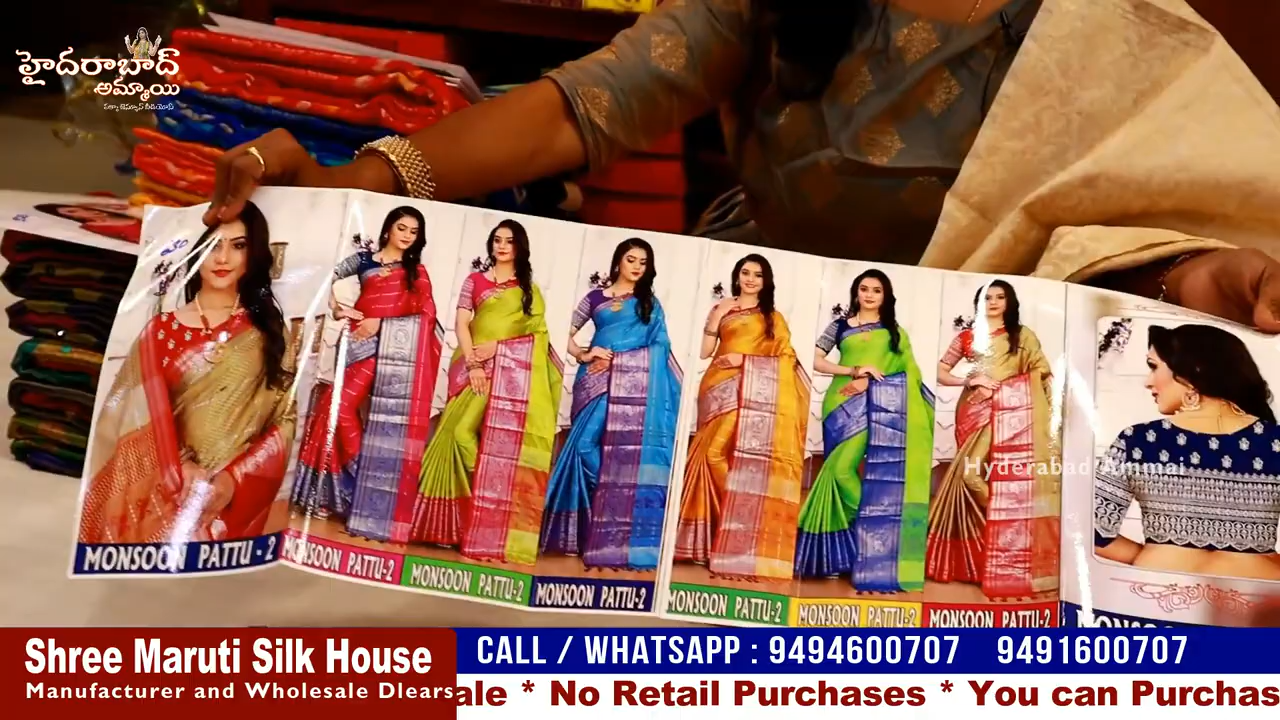 హైదరాబాద్
అమ్మాయి
MONSOON PATTU - 2
MONSOON PATTU-2
MONSOON PATTU-2
MONSOON PATTU-2
MONSOON PATTU-2
MONSOON PATTU-2
MONSOON PATTU-2
Hyderabad Ammai
Shree Maruti Silk House
Manufacturer and Wholesale Dlears
CALL / WHATSAPP : 9494600707 9491600707
ale * No Retail Purchases * You can Purchas